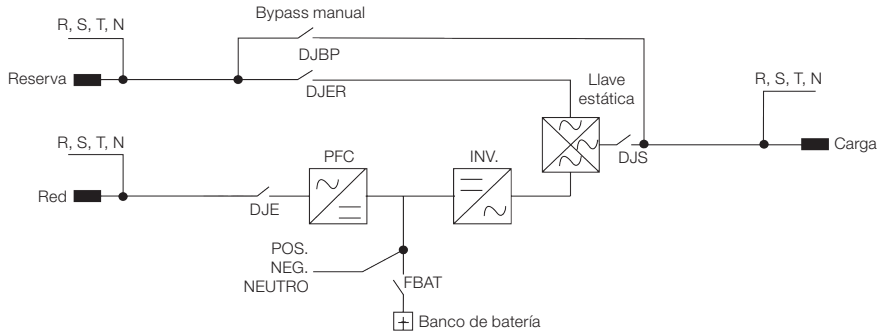 Bypass manual
R, S, T, N
DJBP
Reserva
DJER
Llave
estática
R, S, T, N
DJS
Carga
R, S, T, N
PFC
INV.
Red
DJE
POS.
NEG.
NEUTRO
FBAT
Banco de batería